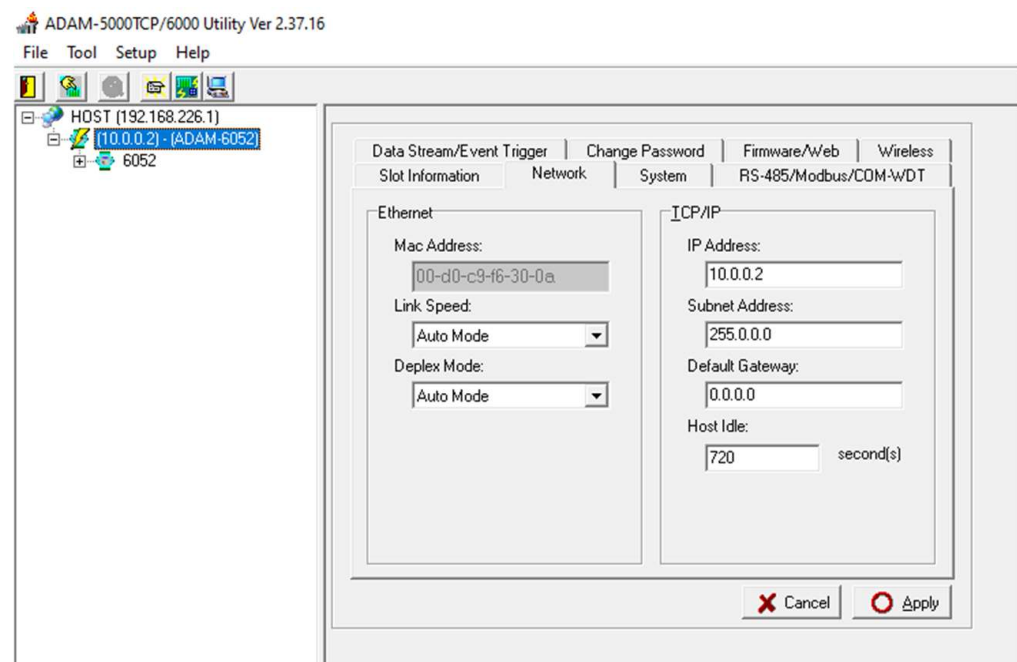 ADAM-5000TCP/6000 Utility Ver 2.37.16
File Tool Setup Help
HOST (192.168.226.1)
(10.0.0.2) - (ADAM-6052)
6052
Data Stream/Event Trigger Change Password Firmware/Web Wireless
Slot Information Network System RS-485/Modbus/COM-WDT
Ethernet
Mac Address:
00-d0-c9-f6-30-0a
Link Speed:
Auto Mode
Deplex Mode:
Auto Mode
TCP/IP
IP Address:
10.0.0.2
Subnet Address:
255.0.0.0
Default Gateway:
0.0.0.0
Host Idle:
720 second(s)
Cancel Apply